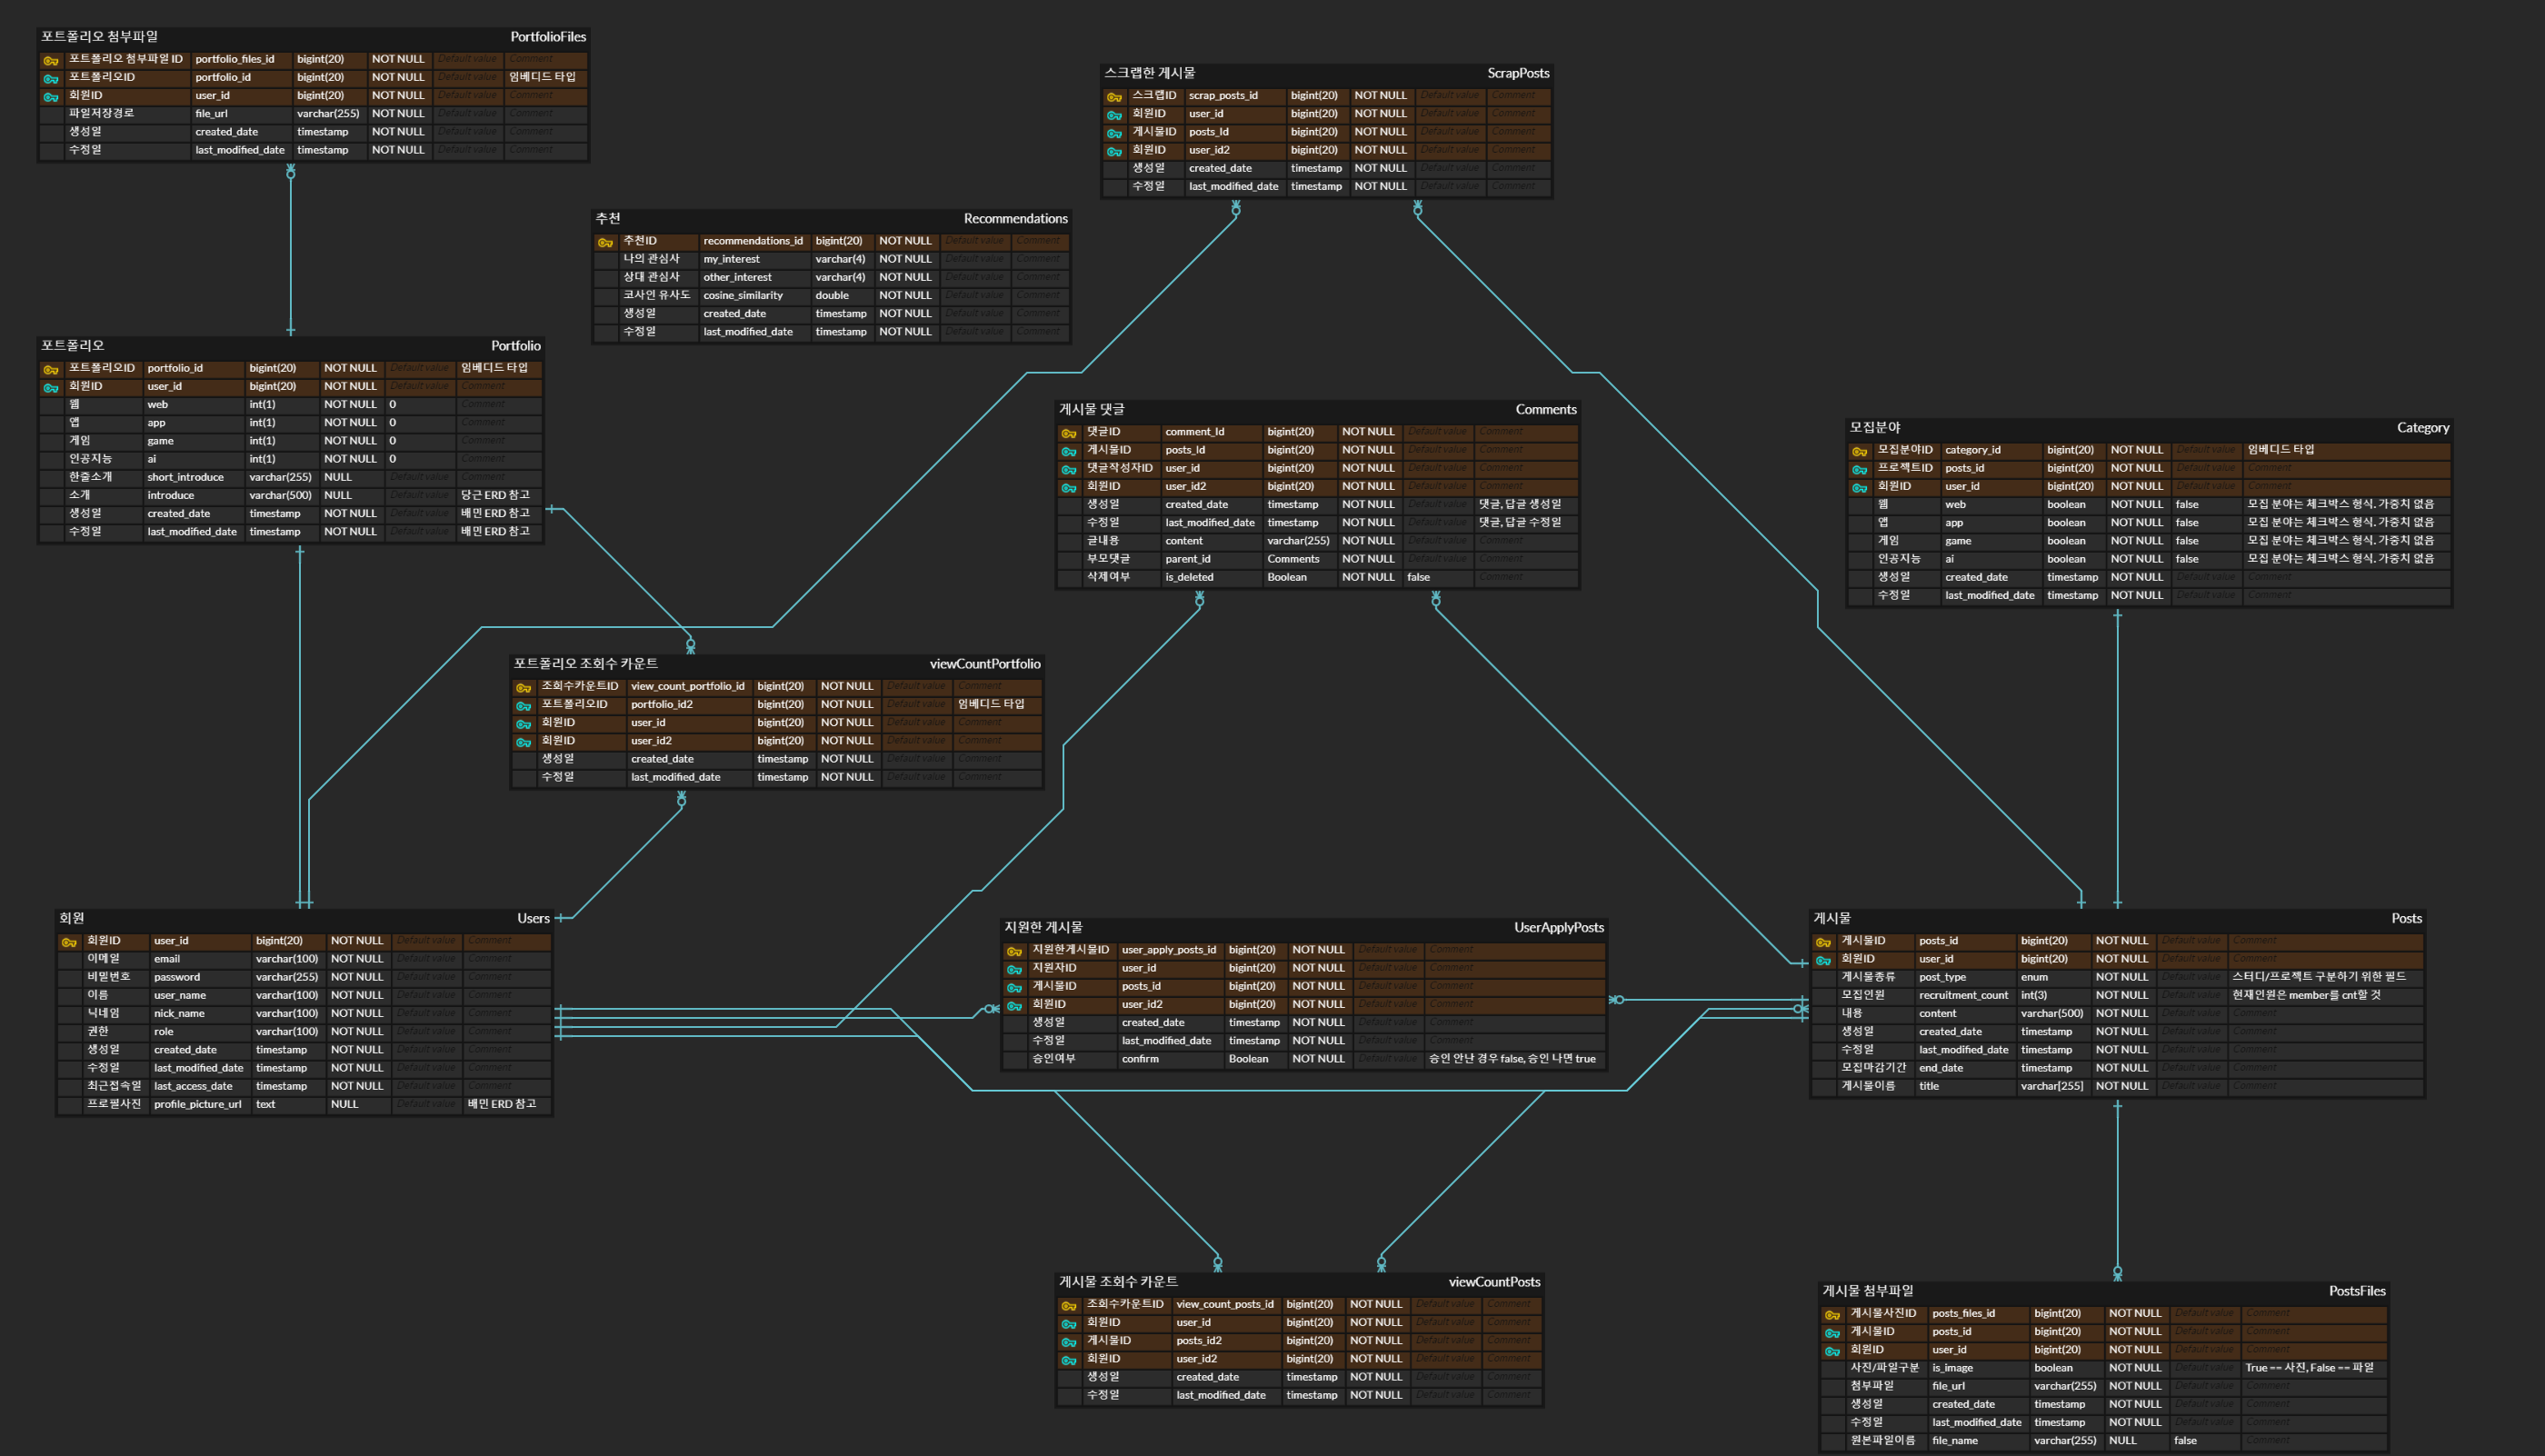 포트폴리오 첨부파일 PortfolioFiles
포트폴리오 첨부파일 ID portfolio_files_id bigint(20) NOT NULL Default value Comment
포트폴리오ID portfolio_id bigint(20) NOT NULL Default value 임베디드 타입
회원ID user_id bigint(20) NOT NULL Default value Comment
파일저장경로 file_url varchar(255) NOT NULL Default value Comment
생성일 created_date timestamp NOT NULL Default value Comment
수정일 last_modified_date timestamp NOT NULL Default value Comment
스크랩한 게시물 ScrapPosts
스크랩ID scrap_posts_id bigint(20) NOT NULL Default value Comment
회원ID user_id bigint(20) NOT NULL Default value Comment
게시물ID posts_Id bigint(20) NOT NULL Default value Comment
회원ID user_id2 bigint(20) NOT NULL Default value Comment
생성일 created_date timestamp NOT NULL Default value Comment
수정일 last_modified_date timestamp NOT NULL Default value Comment
추천 Recommendations
추천ID recommendations_id bigint(20) NOT NULL Default value Comment
나의 관심사 my_interest varchar(4) NOT NULL Default value Comment
상대 관심사 other_interest varchar(4) NOT NULL Default value Comment
코사인 유사도 cosine_similarity double NOT NULL Default value Comment
생성일 created_date timestamp NOT NULL Default value Comment
수정일 last_modified_date timestamp NOT NULL Default value Comment
포트폴리오 Portfolio
포트폴리오ID portfolio_id bigint(20) NOT NULL Default value 임베디드 타입
회원ID user_id bigint(20) NOT NULL Default value Comment
웹 web int(1) NOT NULL 0 Comment
앱 app int(1) NOT NULL 0 Comment
게임 game int(1) NOT NULL 0 Comment
인공지능 ai int(1) NOT NULL 0 Comment
한줄소개 short_introduce varchar(255) NULL Default value Comment
소개 introduce varchar(500) NULL Default value 당근 ERD 참고
생성일 created_date timestamp NOT NULL Default value 배민 ERD 참고
수정일 last_modified_date timestamp NOT NULL Default value 배민 ERD 참고
게시물 댓글 Comments
댓글ID comment_Id bigint(20) NOT NULL Default value Comment
게시물ID posts_Id bigint(20) NOT NULL Default value Comment
댓글작성자ID user_id bigint(20) NOT NULL Default value Comment
회원ID user_id2 bigint(20) NOT NULL Default value Comment
생성일 created_date timestamp NOT NULL Default value 댓글, 답글 생성일
수정일 last_modified_date timestamp NOT NULL Default value 댓글, 답글 수정일
글내용 content varchar(255) NOT NULL Default value Comment
부모댓글 parent_id Comments NOT NULL Default value Comment
삭제여부 is_deleted Boolean NOT NULL false Comment
모집분야 Category
모집분야ID category_id bigint(20) NOT NULL Default value 임베디드 타입
프로젝트ID posts_id bigint(20) NOT NULL Default value Comment
회원ID user_id bigint(20) NOT NULL Default value Comment
웹 web boolean NOT NULL false 모집 분야는 체크박스 형식. 가중치 없음
앱 app boolean NOT NULL false 모집 분야는 체크박스 형식. 가중치 없음
게임 game boolean NOT NULL false 모집 분야는 체크박스 형식. 가중치 없음
인공지능 ai boolean NOT NULL false 모집 분야는 체크박스 형식. 가중치 없음
생성일 created_date timestamp NOT NULL Default value Comment
수정일 last_modified_date timestamp NOT NULL Default value Comment
포트폴리오 조회수 카운트 viewCountPortfolio
조회수카운트ID view_count_portfolio_id bigint(20) NOT NULL Default value Comment
포트폴리오ID portfolio_id2 bigint(20) NOT NULL Default value 임베디드 타입
회원ID user_id bigint(20) NOT NULL Default value Comment
회원ID user_id2 bigint(20) NOT NULL Default value Comment
생성일 created_date timestamp NOT NULL Default value Comment
수정일 last_modified_date timestamp NOT NULL Default value Comment
회원 Users
회원ID user_id bigint(20) NOT NULL Default value Comment
이메일 email varchar(100) NOT NULL Default value Comment
비밀번호 password varchar(255) NOT NULL Default value Comment
이름 user_name varchar(100) NOT NULL Default value Comment
닉네임 nick_name varchar(100) NOT NULL Default value Comment
권한 role varchar(100) NOT NULL Default value Comment
생성일 created_date timestamp NOT NULL Default value Comment
수정일 last_modified_date timestamp NOT NULL Default value Comment
최근접속일 last_access_date timestamp NOT NULL Default value Comment
프로필사진 profile_picture_url text NULL Default value 배민 ERD 참고
지원한 게시물 UserApplyPosts
지원한게시물ID user_apply_posts_id bigint(20) NOT NULL Default value Comment
지원자ID user_id bigint(20) NOT NULL Default value Comment
게시물ID posts_id bigint(20) NOT NULL Default value Comment
회원ID user_id2 bigint(20) NOT NULL Default value Comment
생성일 created_date timestamp NOT NULL Default value Comment
수정일 last_modified_date timestamp NOT NULL Default value Comment
승인여부 confirm Boolean NOT NULL Default value 승인 안난 경우 false, 승인 나면 true
게시물 Posts
게시물ID posts_id bigint(20) NOT NULL Default value Comment
회원ID user_id bigint(20) NOT NULL Default value Comment
게시물종류 post_type enum NOT NULL Default value 스터디/프로젝트 구분하기 위한 필드
모집인원 recruitment_count int(3) NOT NULL Default value 현재인원은 member를 cnt할 것
내용 content varchar(500) NOT NULL Default value Comment
생성일 created_date timestamp NOT NULL Default value Comment
수정일 last_modified_date timestamp NOT NULL Default value Comment
모집마감기간 end_date timestamp NOT NULL Default value Comment
게시물이름 title varchar[255] NOT NULL Default value Comment
게시물 조회수 카운트 viewCountPosts
조회수카운트ID view_count_posts_id bigint(20) NOT NULL Default value Comment
회원ID user_id bigint(20) NOT NULL Default value Comment
게시물ID posts_id2 bigint(20) NOT NULL Default value Comment
회원ID user_id2 bigint(20) NOT NULL Default value Comment
생성일 created_date timestamp NOT NULL Default value Comment
수정일 last_modified_date timestamp NOT NULL Default value Comment
게시물 첨부파일 PostsFiles
게시물사진ID posts_files_id bigint(20) NOT NULL Default value Comment
게시물ID posts_id bigint(20) NOT NULL Default value Comment
회원ID user_id bigint(20) NOT NULL Default value Comment
사진/파일구분 is_image boolean NOT NULL Default value True == 사진, False == 파일
첨부파일 file_url varchar(255) NOT NULL Default value Comment
생성일 created_date timestamp NOT NULL Default value Comment
수정일 last_modified_date timestamp NOT NULL Default value Comment
원본파일이름 file_name varchar(255) NULL false Comment